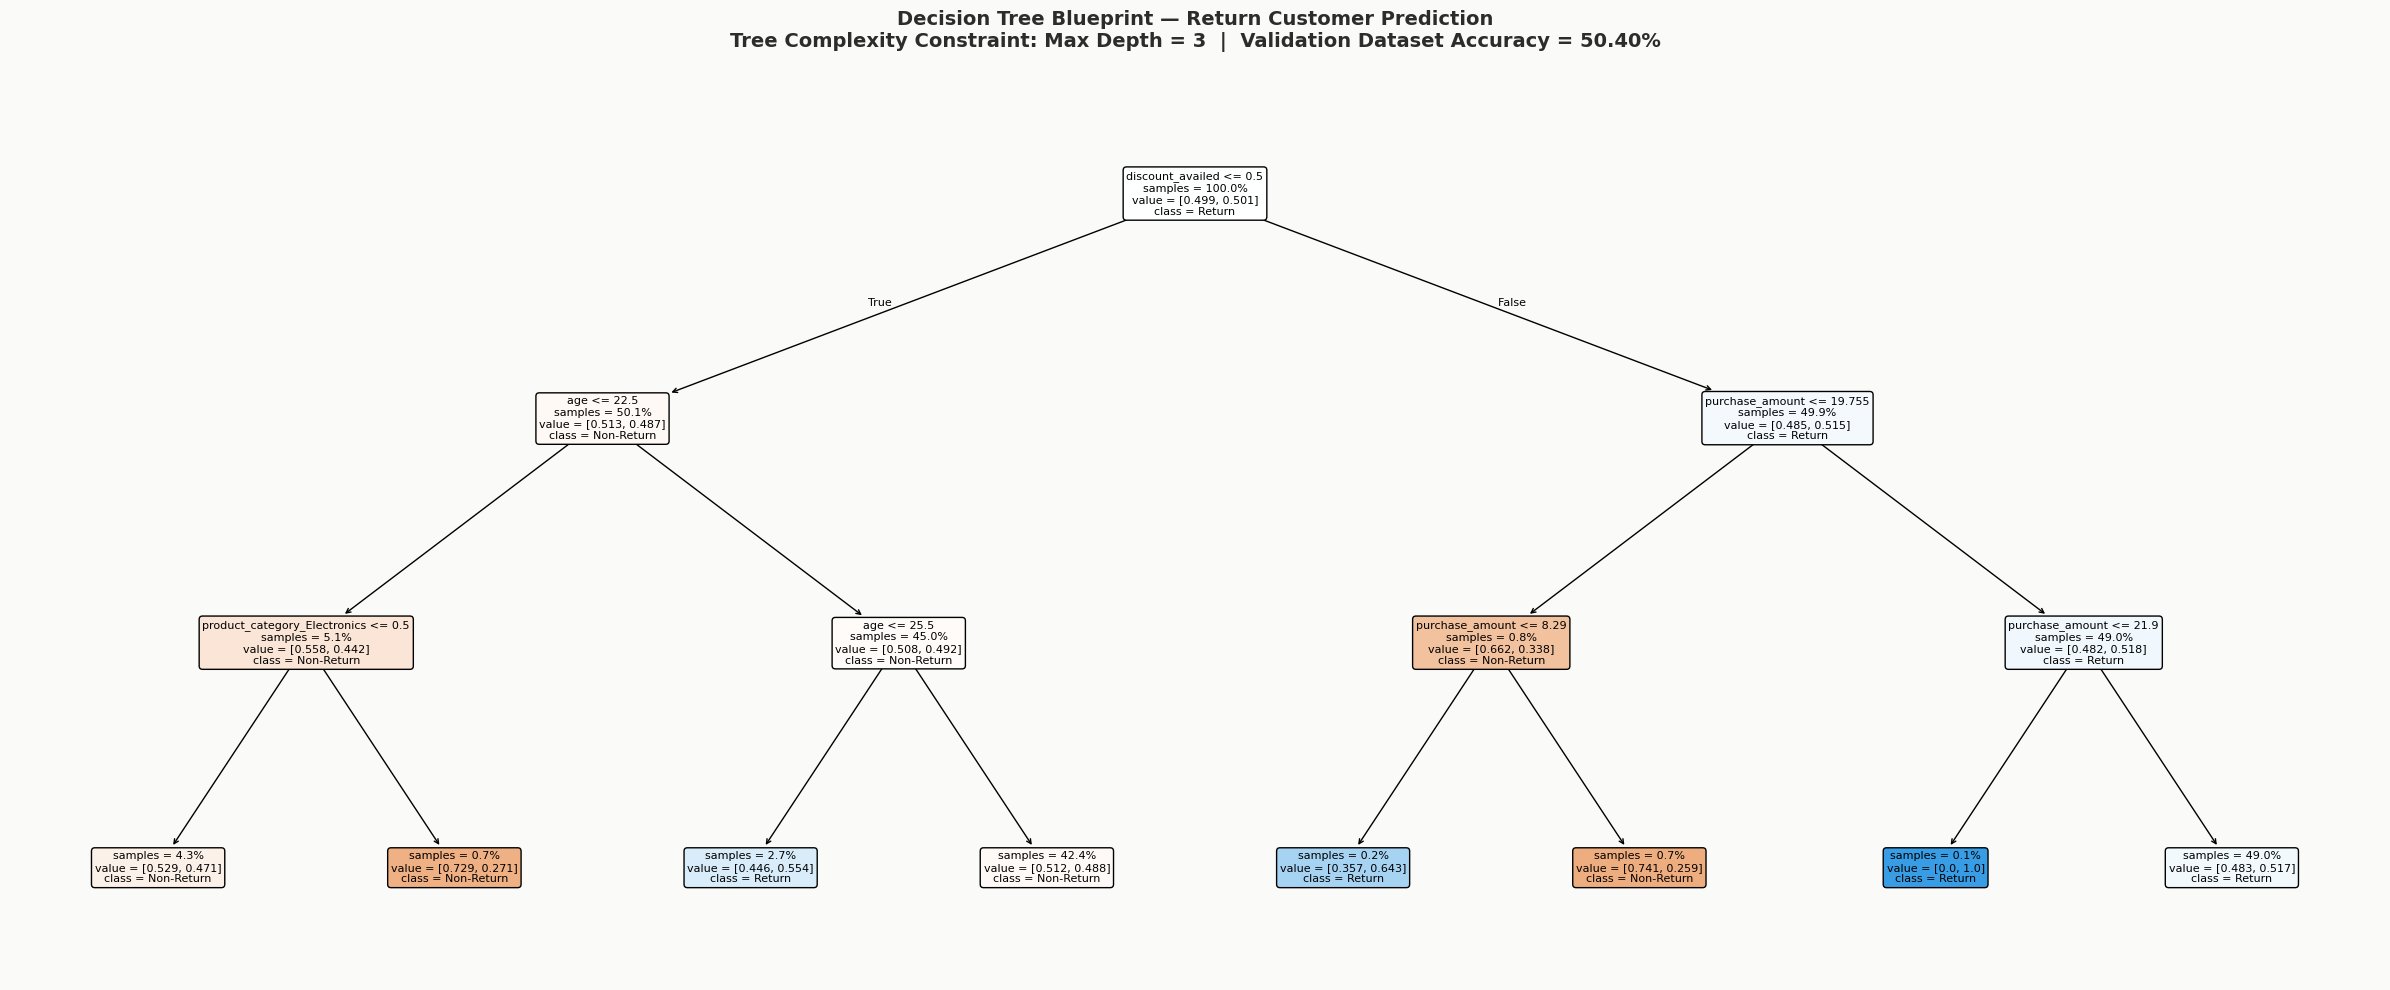 Decision Tree Blueprint — Return Customer Prediction
Tree Complexity Constraint: Max Depth = 3  |  Validation Dataset Accuracy = 50.40%
discount_availed <= 0.5
samples = 100.0%
value = [0.499, 0.501]
class = Return
True
False
age <= 22.5
samples = 50.1%
value = [0.513, 0.487]
class = Non-Return
purchase_amount <= 19.755
samples = 49.9%
value = [0.485, 0.515]
class = Return
product_category_Electronics <= 0.5
samples = 5.1%
value = [0.558, 0.442]
class = Non-Return
age <= 25.5
samples = 45.0%
value = [0.508, 0.492]
class = Non-Return
purchase_amount <= 8.29
samples = 0.8%
value = [0.662, 0.338]
class = Non-Return
purchase_amount <= 21.9
samples = 49.0%
value = [0.482, 0.518]
class = Return
samples = 4.3%
value = [0.529, 0.471]
class = Non-Return
samples = 0.7%
value = [0.729, 0.271]
class = Non-Return
samples = 2.7%
value = [0.446, 0.554]
class = Return
samples = 42.4%
value = [0.512, 0.488]
class = Non-Return
samples = 0.2%
value = [0.357, 0.643]
class = Return
samples = 0.7%
value = [0.741, 0.259]
class = Non-Return
samples = 0.1%
value = [0.0, 1.0]
class = Return
samples = 49.0%
value = [0.483, 0.517]
class = Return